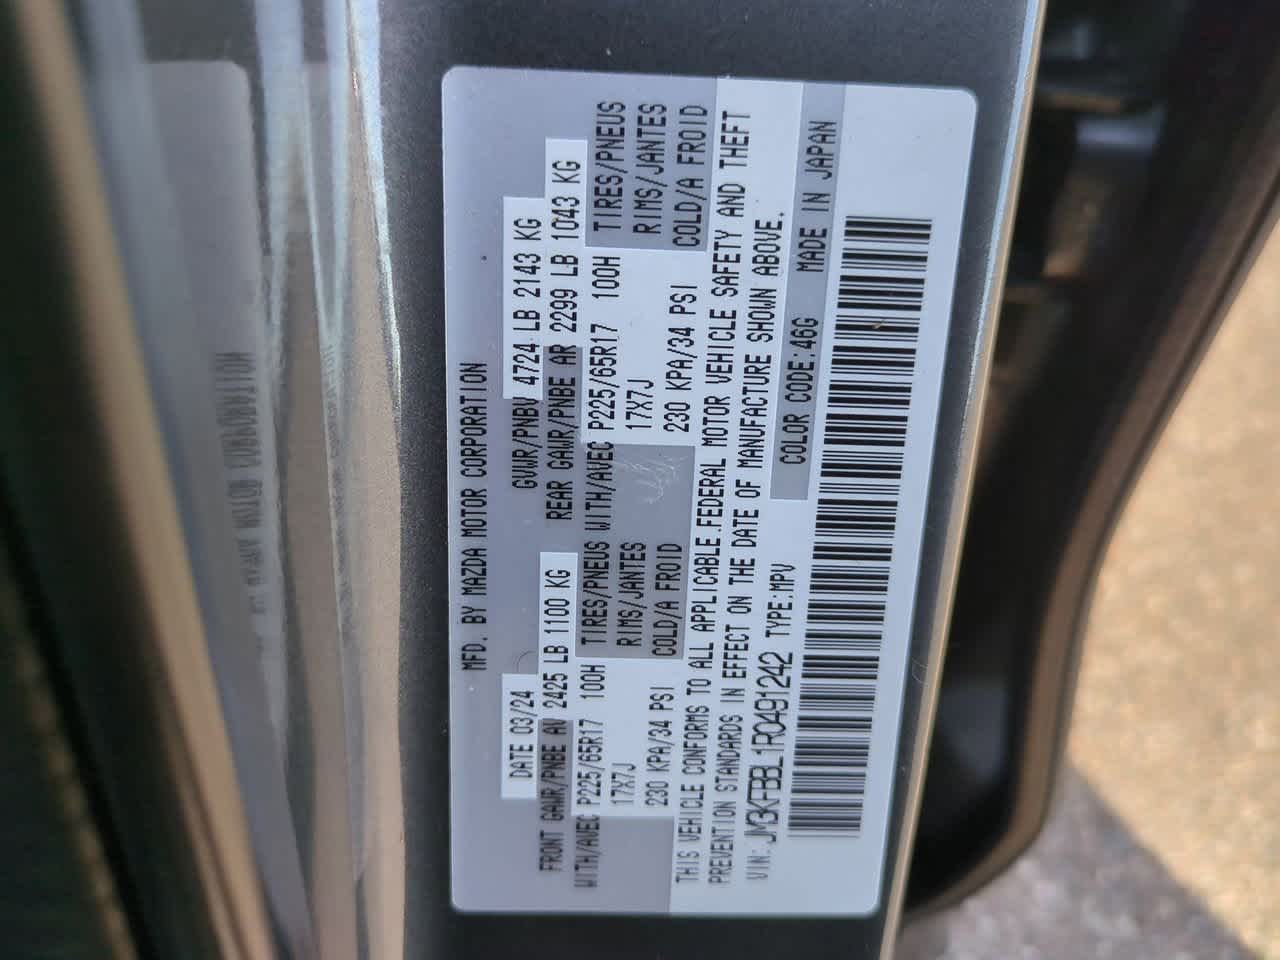 MFD. BY MAZDA MOTOR CORPORATION
DATE 03/24 GVWR/PNBV 4724 LB 2143 KG
FRONT GAWR/PNBE AV 2425 LB 1100 KG REAR GAWR/PNBE AR 2299 LB 1043 KG
WITH/AVEC P225/65R17 100H TIRES/PNEUS WITH/AVEC P225/65R17 100H TIRES/PNEUS
17X7J RIMS/JANTES 17X7J RIMS/JANTES
230 KPA/34 PSI COLD/A FROID 230 KPA/34 PSI COLD/A FROID
THIS VEHICLE CONFORMS TO ALL APPLICABLE.FEDERAL MOTOR VEHICLE SAFETY AND THEFT
PREVENTION STANDARDS IN EFFECT ON THE DATE OF MANUFACTURE SHOWN ABOVE.
VIN: JM3KFBBL1R0491242 TYPE:MPV COLOR CODE:46G MADE IN JAPAN